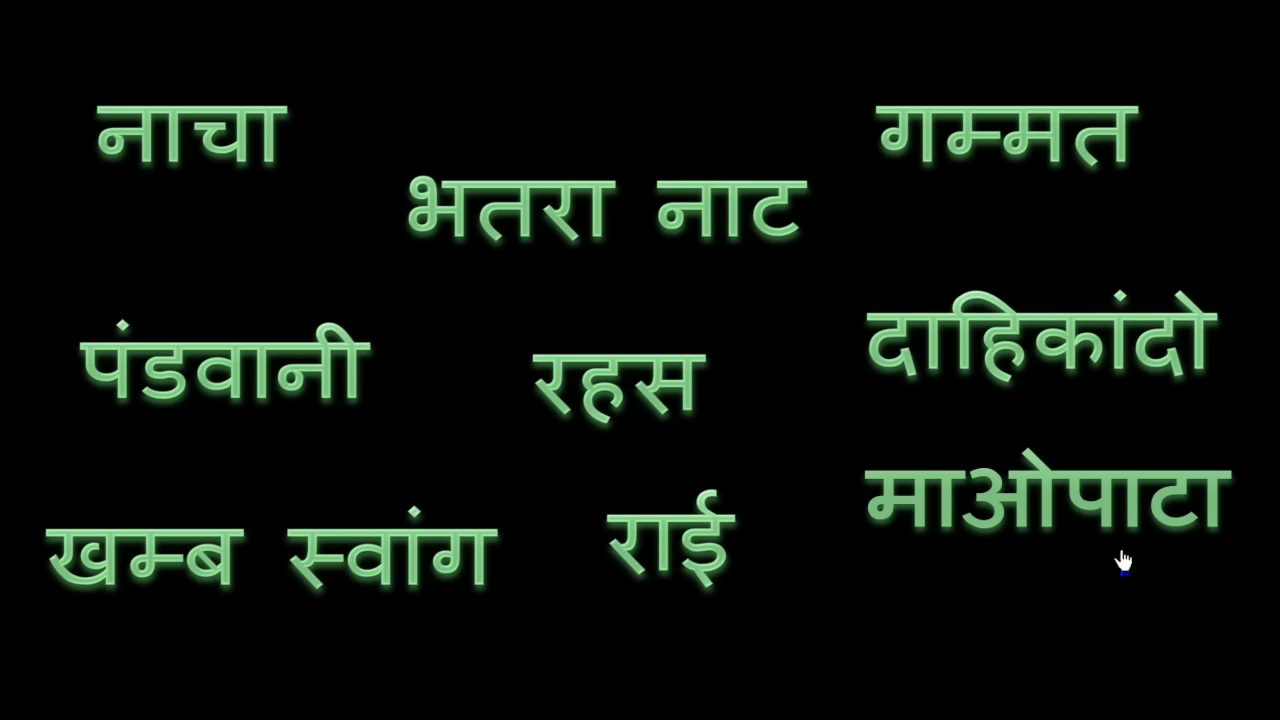 नाचा
भतरा नाट
गम्मत
पंडवानी
रहस
दाहिकांदो
खम्ब स्वांग
राई
माओपाटा